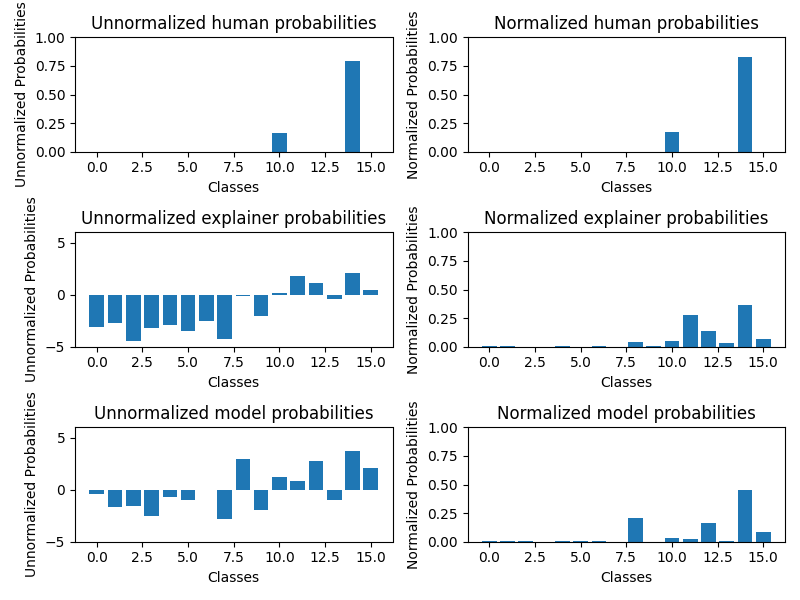 Unnormalized human probabilities
Unnormalized Probabilities
1.00
0.75
0.50
0.25
0.00
0.0 2.5 5.0 7.5 10.0 12.5 15.0
Classes
Normalized human probabilities
Normalized Probabilities
1.00
0.75
0.50
0.25
0.00
0.0 2.5 5.0 7.5 10.0 12.5 15.0
Classes
Unnormalized explainer probabilities
Unnormalized Probabilities
5
0
−5
0.0 2.5 5.0 7.5 10.0 12.5 15.0
Classes
Normalized explainer probabilities
Normalized Probabilities
1.00
0.75
0.50
0.25
0.00
0.0 2.5 5.0 7.5 10.0 12.5 15.0
Classes
Unnormalized model probabilities
Unnormalized Probabilities
5
0
−5
0.0 2.5 5.0 7.5 10.0 12.5 15.0
Classes
Normalized model probabilities
Normalized Probabilities
1.00
0.75
0.50
0.25
0.00
0.0 2.5 5.0 7.5 10.0 12.5 15.0
Classes